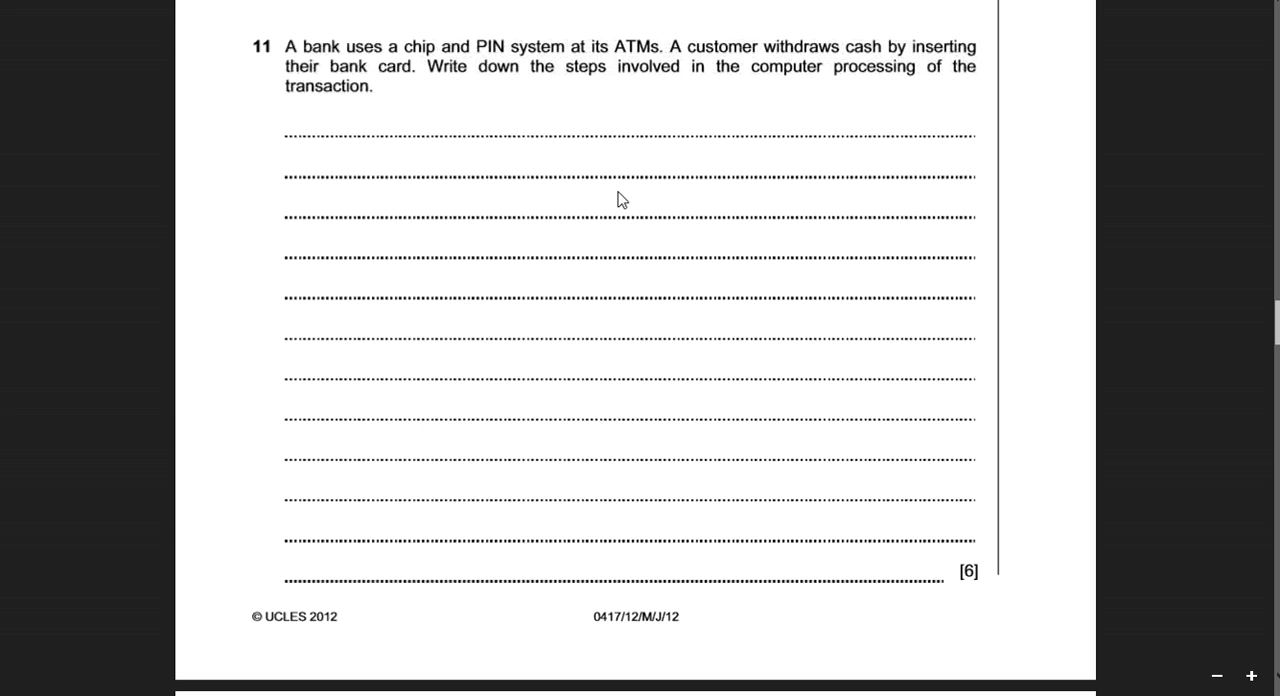 11 A bank uses a chip and PIN system at its ATMs. A customer withdraws cash by inserting
their bank card. Write down the steps involved in the computer processing of the
transaction.
[6]
© UCLES 2012 0417/12/M/J/12